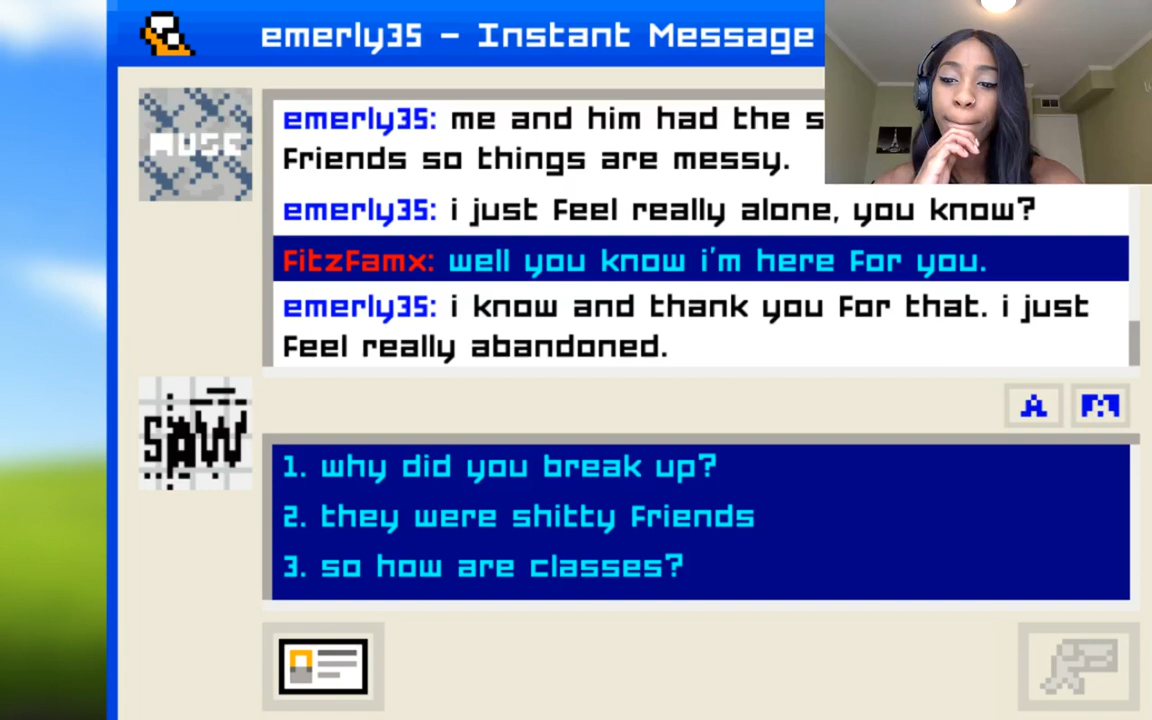 emerly35 - Instant Message
MUSE
emerly35: me and him had the s
friends so things are messy.
emerly35: i just feel really alone, you know?
FitzFamx: well you know i'm here for you.
emerly35: i know and thank you for that. i just
feel really abandoned.
SAW
A
1. why did you break up?
2. they were shitty friends
3. so how are classes?